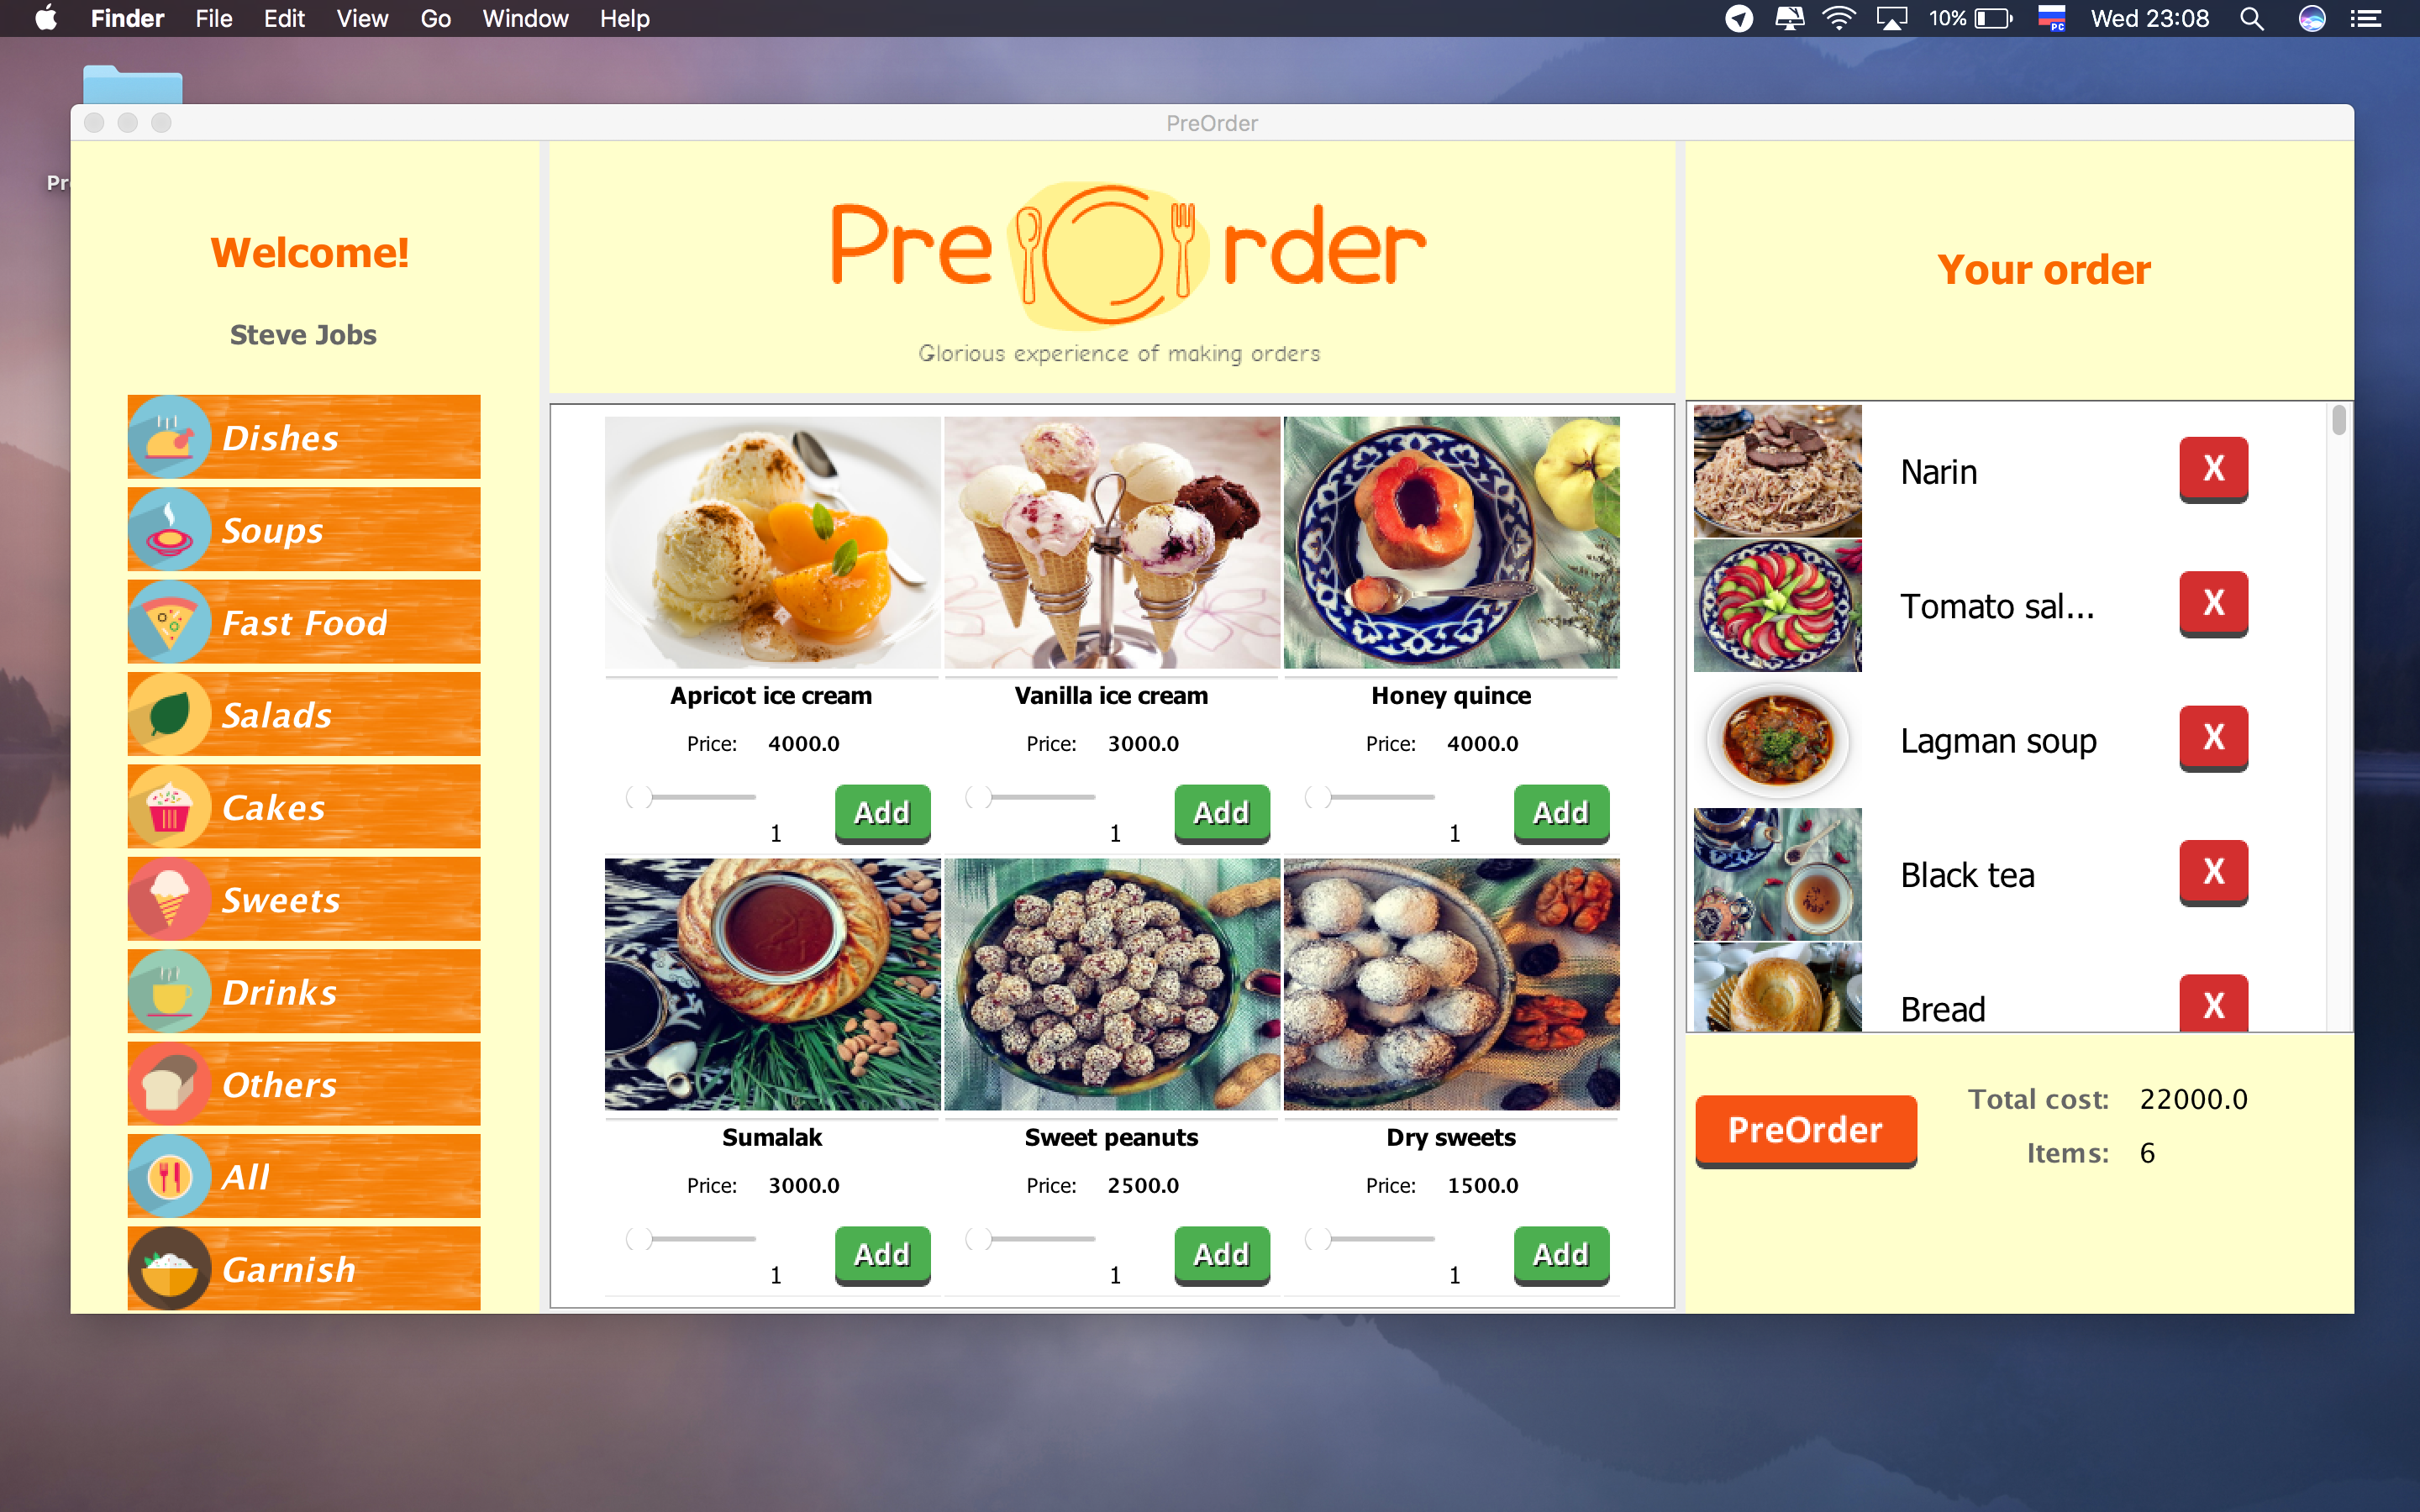 Finder File Edit View Go Window Help
10% РС Wed 23:08
PreOrder
Welcome!
Steve Jobs
Dishes
Soups
Fast Food
Salads
Cakes
Sweets
Drinks
Others
All
Garnish
Pre rder
Glorious experience of making orders
Apricot ice cream Vanilla ice cream Honey quince
Price: 4000.0 Price: 3000.0 Price: 4000.0
1 Add 1 Add 1 Add
Sumalak Sweet peanuts Dry sweets
Price: 3000.0 Price: 2500.0 Price: 1500.0
1 Add 1 Add 1 Add
Your order
Narin X
Tomato sal... X
Lagman soup X
Black tea X
Bread X
PreOrder
Total cost: 22000.0
Items: 6